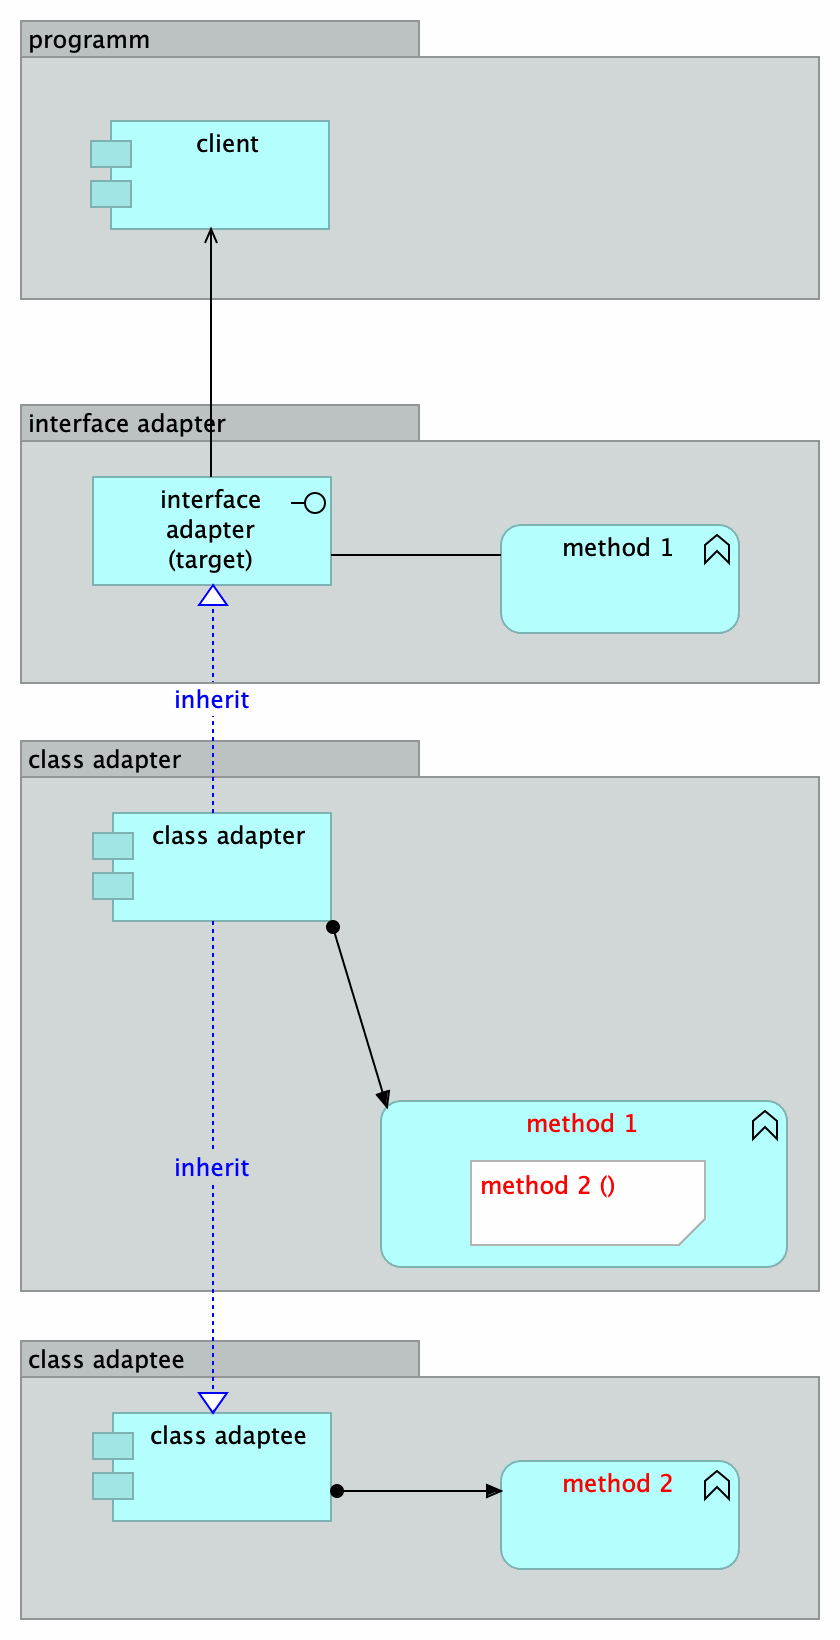 programm
client
interface adapter
interface
adapter
(target)
method 1
inherit
class adapter
class adapter
method 1
method 2 ()
inherit
class adaptee
class adaptee
method 2